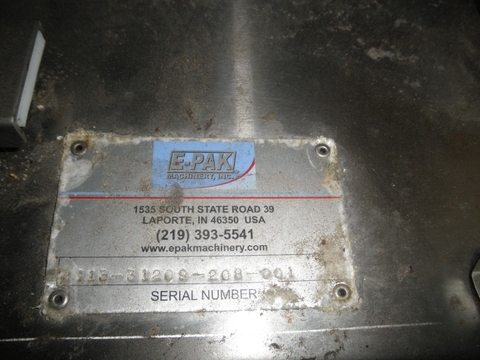 E-PAK
MACHINERY, INC.
1535 SOUTH STATE ROAD 39
LAPORTE, IN 46350 USA
(219) 393-5541
www.epakmachinery.com
SERIAL NUMBER